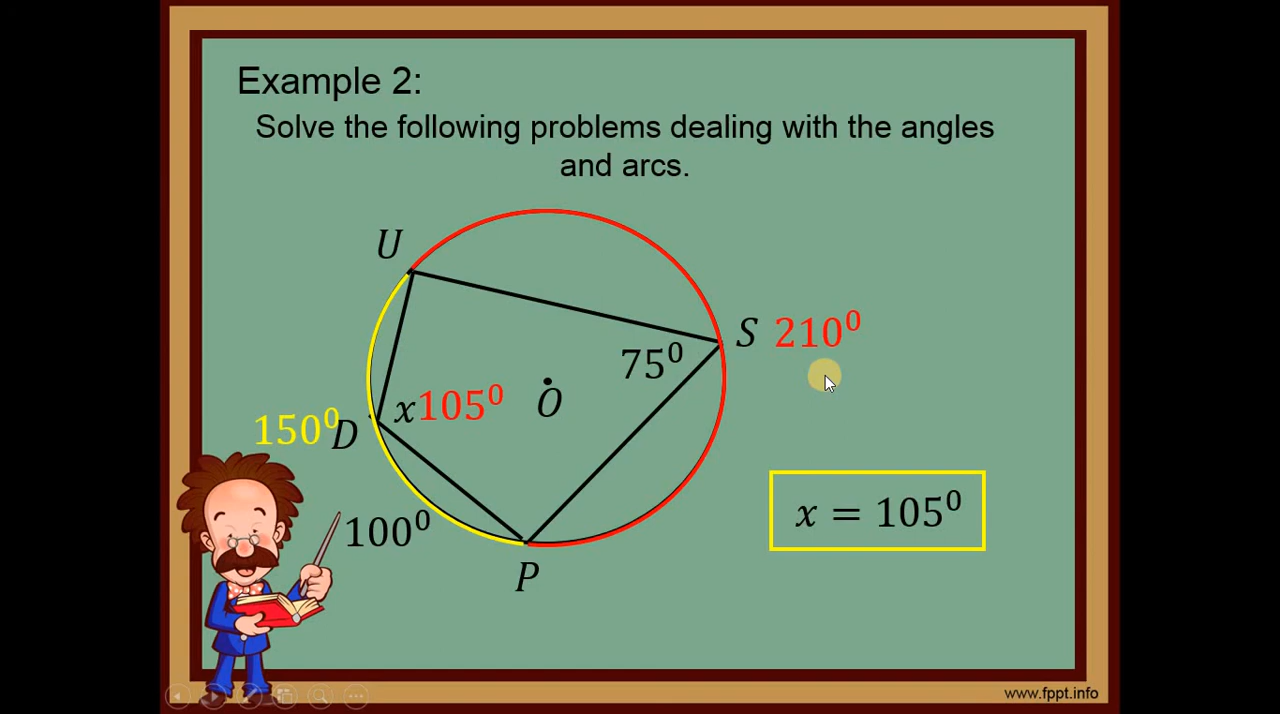 Example 2:
Solve the following problems dealing with the angles
and arcs.
U
S 210⁰
75⁰
x105⁰
O
150⁰
D
x = 105⁰
100⁰
P
www.fppt.info